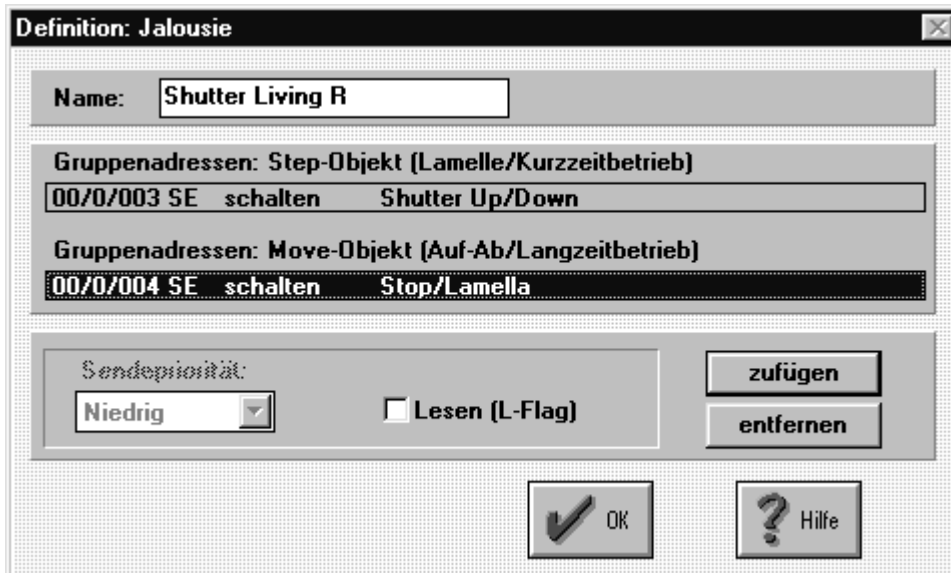 Definition: Jalousie
Name: Shutter Living R
Gruppenadressen: Step-Objekt (Lamelle/Kurzzeitbetrieb)
00/0/003 SE schalten Shutter Up/Down
Gruppenadressen: Move-Objekt (Auf-Ab/Langzeitbetrieb)
00/0/004 SE schalten Stop/Lamella
Sendepriorität:
Niedrig
Lesen (L-Flag)
zufügen
entfernen
OK
Hilfe